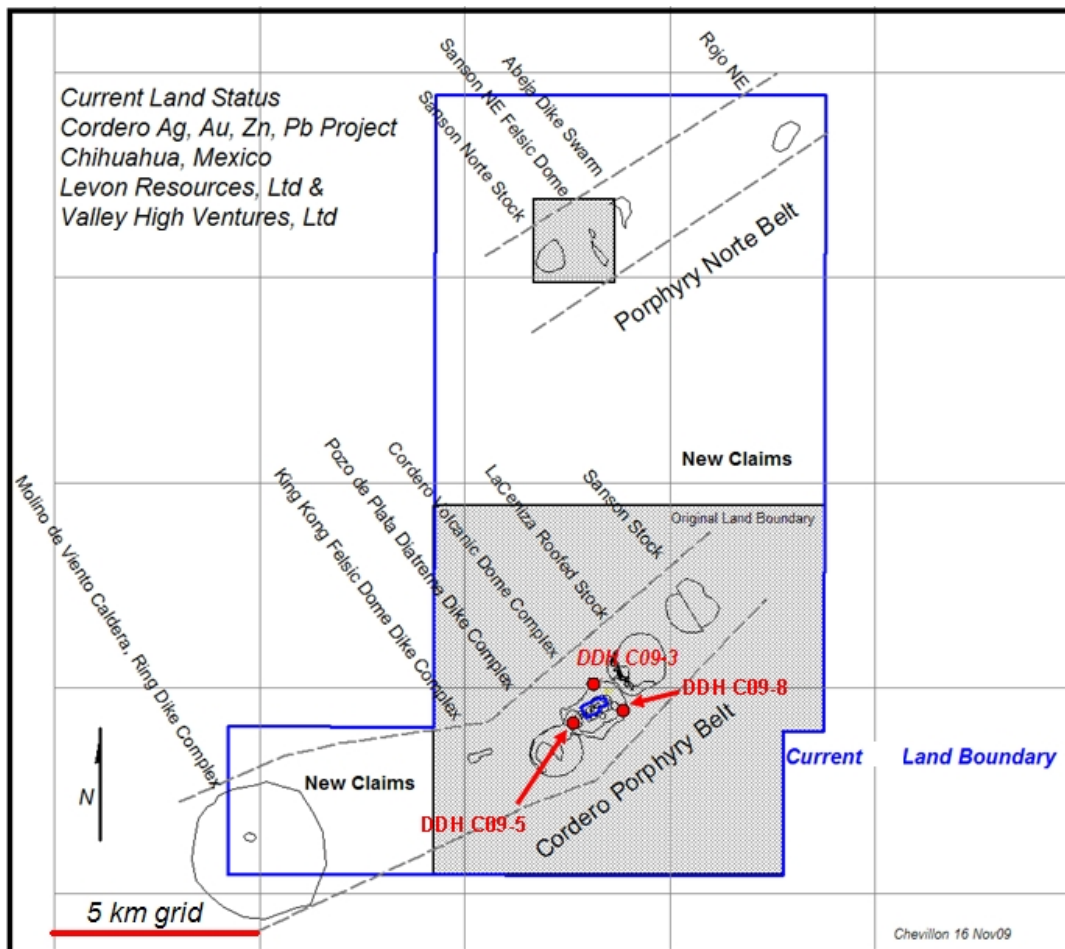 Current Land Status
Cordero Ag, Au, Zn, Pb Project
Chihuahua, Mexico
Levon Resources, Ltd &
Valley High Ventures, Ltd
Rojo NE
Abeja Dike Swarm
Sanson NE Felsic Dome
Sanson Norte Stock
Porphyry Norte Belt
New Claims
Original Land Boundary
Sanson Stock
LaCeniza Roofed Stock
Cordero Volcanic Dome Complex
Pozo de Plata Diatreme Dike Complex
King Kong Felsic Dome Dike Complex
Molino de Viento Caldera, Ring Dike Complex
DDH C09-3
DDH C09-8
Current Land Boundary
New Claims
N
DDH C09-5
Cordero Porphyry Belt
5 km grid
Chevillon 16 Nov09